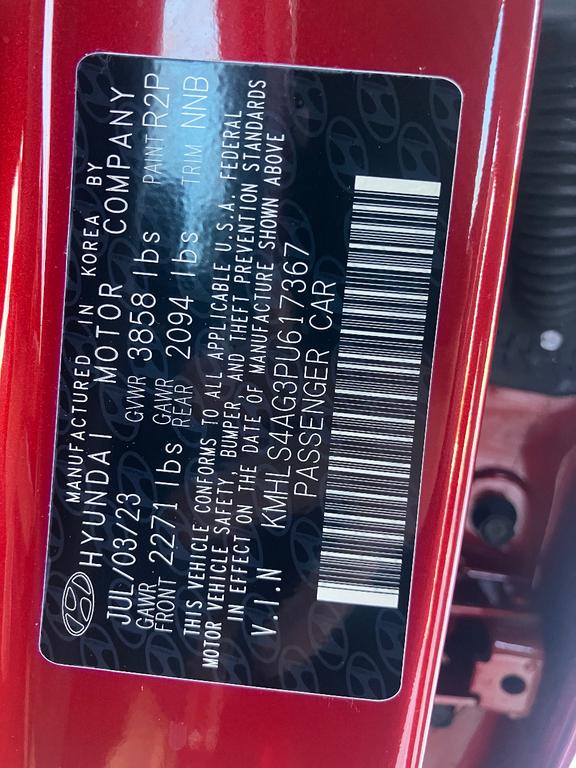 MANUFACTURED IN KOREA BY
HYUNDAI MOTOR COMPANY
JUL/03/23 GVWR 3858 lbs PAINT R2P
GAWR FRONT 2271 lbs GAWR REAR 2094 lbs TRIM NNB
THIS VEHICLE CONFORMS TO ALL APPLICABLE U.S.A. FEDERAL
MOTOR VEHICLE SAFETY, BUMPER, AND THEFT PREVENTION STANDARDS
IN EFFECT ON THE DATE OF MANUFACTURE SHOWN ABOVE
V.I.N KMHLS4AG3PU617367
PASSENGER CAR